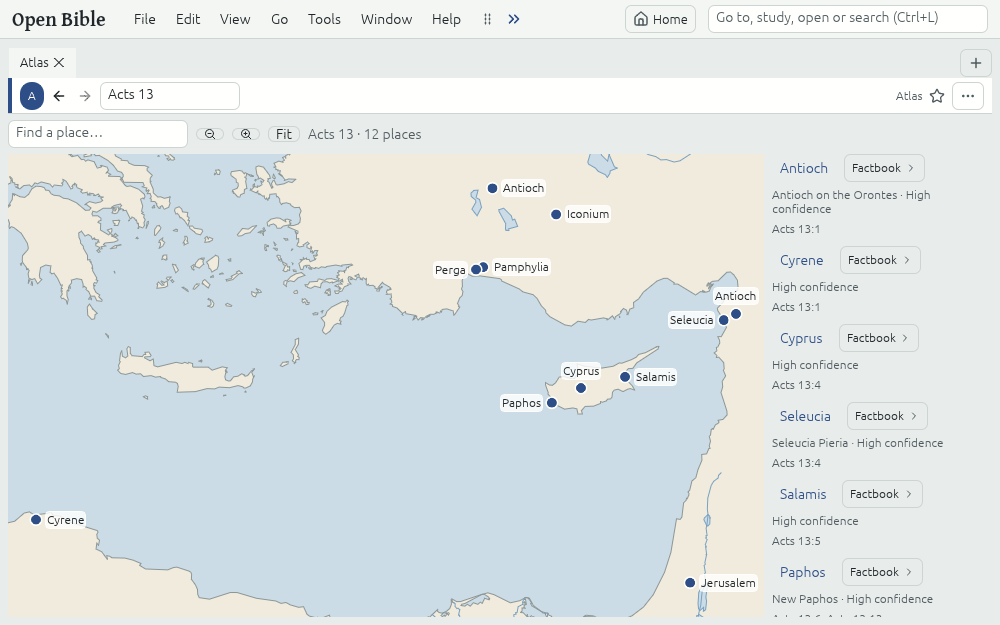 Open Bible File Edit View Go Tools Window Help Home Go to, study, open or search (Ctrl+L)
Atlas
A Acts 13 Atlas
Find a place... Fit Acts 13 · 12 places
Antioch
Iconium
Perga
Pamphylia
Antioch
Seleucia
Cyprus
Salamis
Paphos
Cyrene
Jerusalem
Antioch Factbook
Antioch on the Orontes · High
confidence
Acts 13:1
Cyrene Factbook
High confidence
Acts 13:1
Cyprus Factbook
High confidence
Acts 13:4
Seleucia Factbook
Seleucia Pieria · High confidence
Acts 13:4
Salamis Factbook
High confidence
Acts 13:5
Paphos Factbook
New Paphos · High confidence